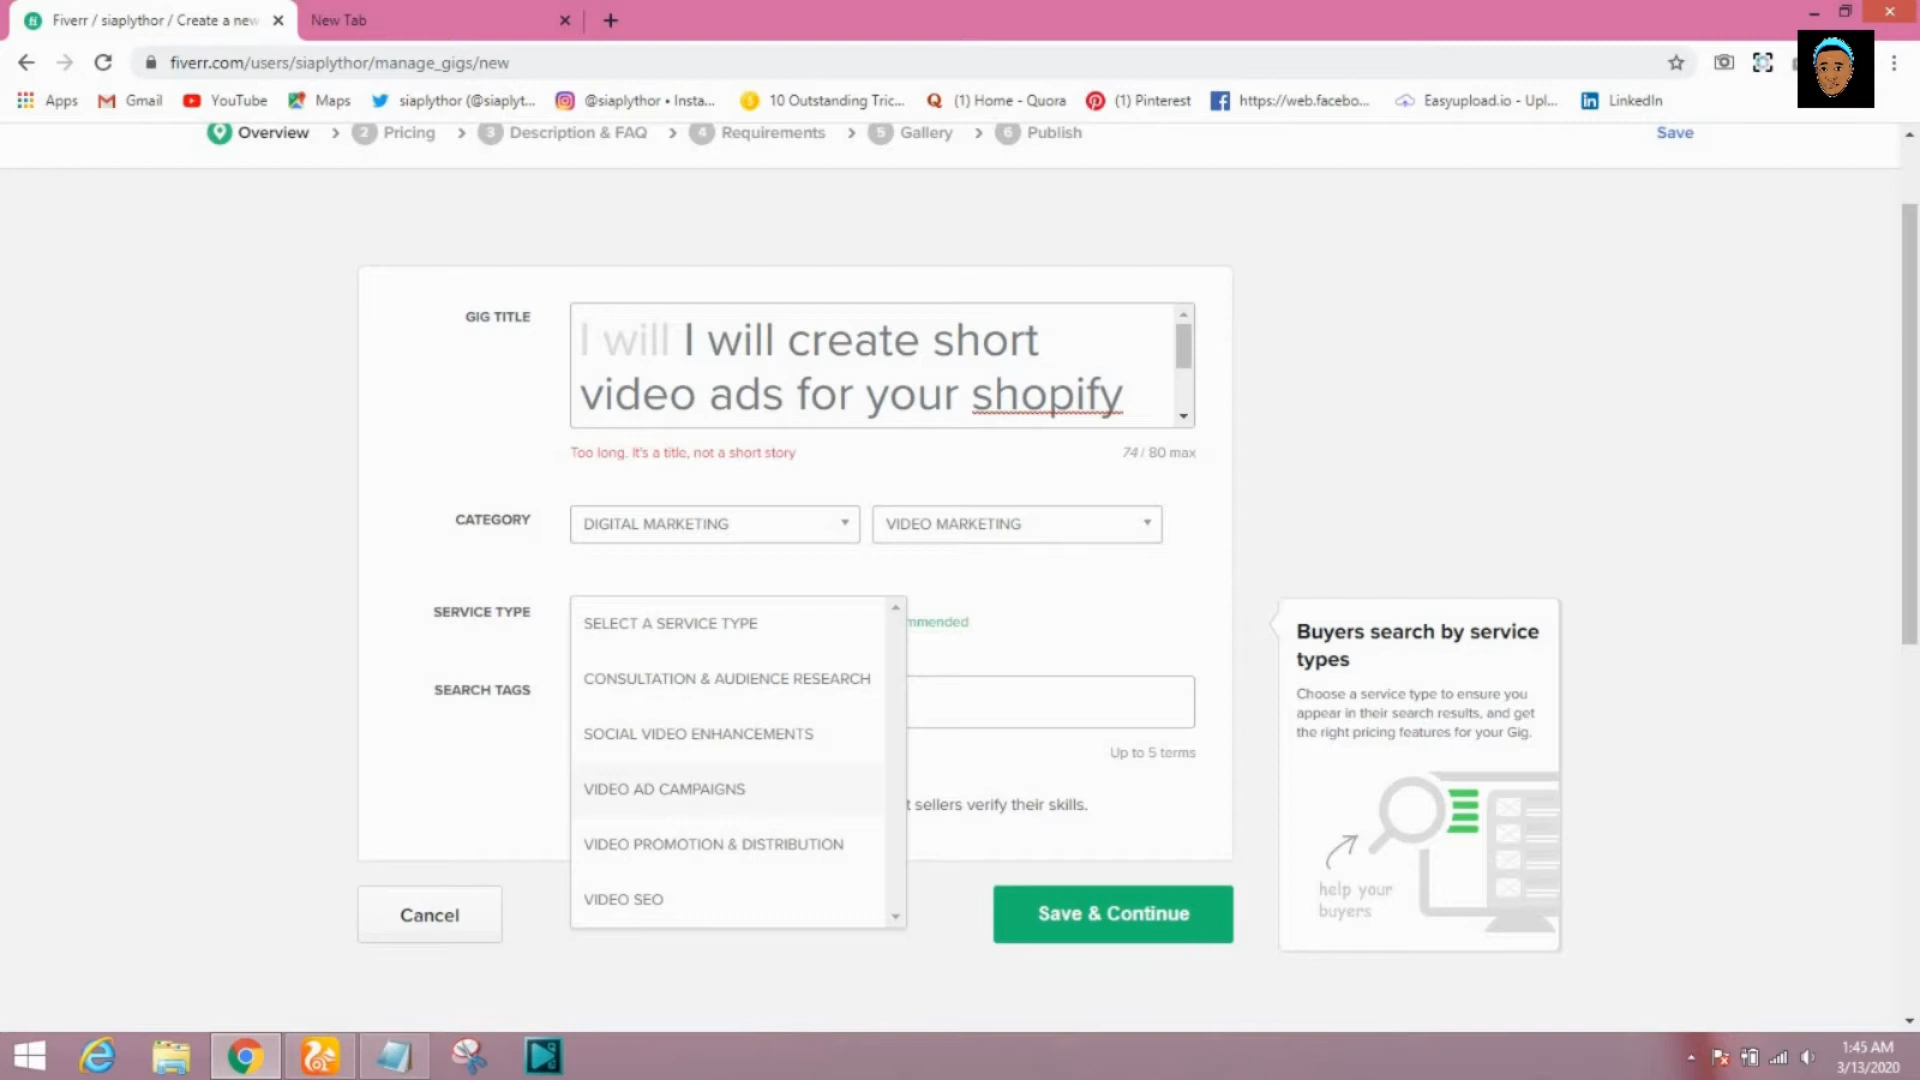 Fiverr / siaplythor / Create a new
New Tab
fiverr.com/users/siaplythor/manage_gigs/new
Apps
Gmail
YouTube
Maps
siaplythor (@siaplyt...
@siaplythor • Insta...
10 Outstanding Tric...
(1) Home - Quora
(1) Pinterest
https://web.facebo...
Easyupload.io - Upl...
LinkedIn
Overview
2 Pricing
3 Description & FAQ
4 Requirements
5 Gallery
6 Publish
Save
GIG TITLE
I will I will create short
video ads for your shopify
Too long. It's a title, not a short story
74 / 80 max
CATEGORY
DIGITAL MARKETING
VIDEO MARKETING
SERVICE TYPE
SELECT A SERVICE TYPE
mmended
CONSULTATION & AUDIENCE RESEARCH
SEARCH TAGS
SOCIAL VIDEO ENHANCEMENTS
Up to 5 terms
VIDEO AD CAMPAIGNS
t sellers verify their skills.
VIDEO PROMOTION & DISTRIBUTION
VIDEO SEO
Buyers search by service
types
Choose a service type to ensure you
appear in their search results, and get
the right pricing features for your Gig.
help your
buyers
Cancel
Save & Continue
1:45 AM
3/13/2020